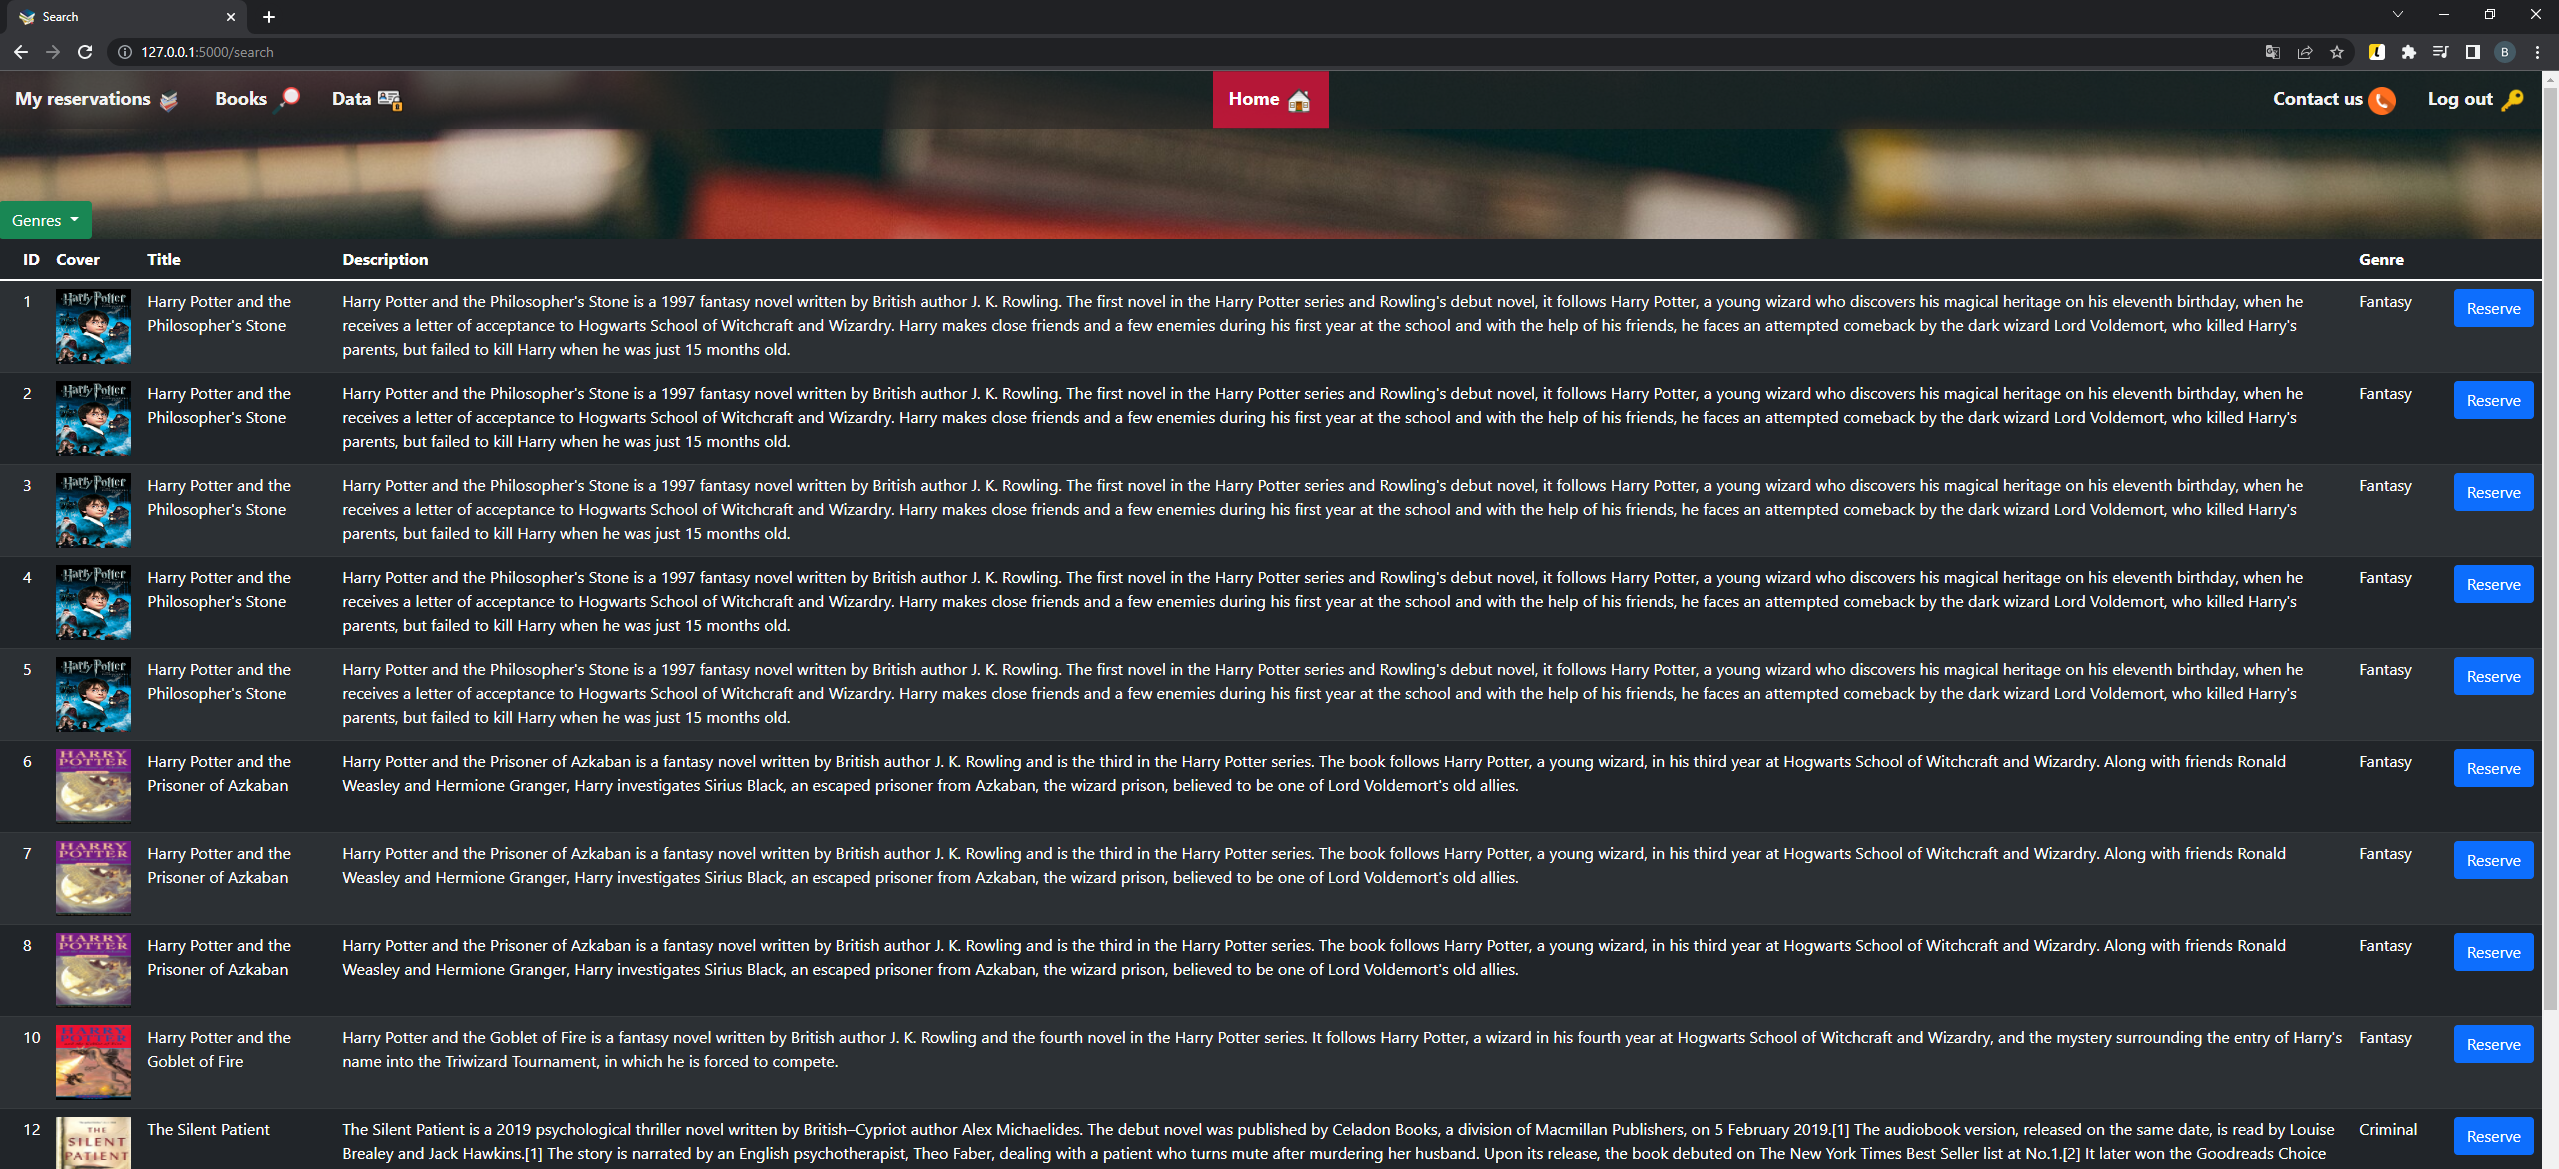 Search
127.0.0.1:5000/search
B
My reservations
Books
Data
Home
Contact us
Log out
Genres
ID Cover Title Description Genre
1 Harry Potter and the Harry Potter and the Philosopher's Stone is a 1997 fantasy novel written by British author J. K. Rowling. The first novel in the Harry Potter series and Rowling's debut novel, it follows Harry Potter, a young wizard who discovers his magical heritage on his eleventh birthday, when he Fantasy Reserve
Philosopher's Stone receives a letter of acceptance to Hogwarts School of Witchcraft and Wizardry. Harry makes close friends and a few enemies during his first year at the school and with the help of his friends, he faces an attempted comeback by the dark wizard Lord Voldemort, who killed Harry's
parents, but failed to kill Harry when he was just 15 months old.
Harry Potter
2 Harry Potter and the Harry Potter and the Philosopher's Stone is a 1997 fantasy novel written by British author J. K. Rowling. The first novel in the Harry Potter series and Rowling's debut novel, it follows Harry Potter, a young wizard who discovers his magical heritage on his eleventh birthday, when he Fantasy Reserve
Philosopher's Stone receives a letter of acceptance to Hogwarts School of Witchcraft and Wizardry. Harry makes close friends and a few enemies during his first year at the school and with the help of his friends, he faces an attempted comeback by the dark wizard Lord Voldemort, who killed Harry's
parents, but failed to kill Harry when he was just 15 months old.
Harry Potter
3 Harry Potter and the Harry Potter and the Philosopher's Stone is a 1997 fantasy novel written by British author J. K. Rowling. The first novel in the Harry Potter series and Rowling's debut novel, it follows Harry Potter, a young wizard who discovers his magical heritage on his eleventh birthday, when he Fantasy Reserve
Philosopher's Stone receives a letter of acceptance to Hogwarts School of Witchcraft and Wizardry. Harry makes close friends and a few enemies during his first year at the school and with the help of his friends, he faces an attempted comeback by the dark wizard Lord Voldemort, who killed Harry's
parents, but failed to kill Harry when he was just 15 months old.
Harry Potter
4 Harry Potter and the Harry Potter and the Philosopher's Stone is a 1997 fantasy novel written by British author J. K. Rowling. The first novel in the Harry Potter series and Rowling's debut novel, it follows Harry Potter, a young wizard who discovers his magical heritage on his eleventh birthday, when he Fantasy Reserve
Philosopher's Stone receives a letter of acceptance to Hogwarts School of Witchcraft and Wizardry. Harry makes close friends and a few enemies during his first year at the school and with the help of his friends, he faces an attempted comeback by the dark wizard Lord Voldemort, who killed Harry's
parents, but failed to kill Harry when he was just 15 months old.
Harry Potter
5 Harry Potter and the Harry Potter and the Philosopher's Stone is a 1997 fantasy novel written by British author J. K. Rowling. The first novel in the Harry Potter series and Rowling's debut novel, it follows Harry Potter, a young wizard who discovers his magical heritage on his eleventh birthday, when he Fantasy Reserve
Philosopher's Stone receives a letter of acceptance to Hogwarts School of Witchcraft and Wizardry. Harry makes close friends and a few enemies during his first year at the school and with the help of his friends, he faces an attempted comeback by the dark wizard Lord Voldemort, who killed Harry's
parents, but failed to kill Harry when he was just 15 months old.
Harry Potter
6 Harry Potter and the Harry Potter and the Prisoner of Azkaban is a fantasy novel written by British author J. K. Rowling and is the third in the Harry Potter series. The book follows Harry Potter, a young wizard, in his third year at Hogwarts School of Witchcraft and Wizardry. Along with friends Ronald Fantasy Reserve
Prisoner of Azkaban Weasley and Hermione Granger, Harry investigates Sirius Black, an escaped prisoner from Azkaban, the wizard prison, believed to be one of Lord Voldemort's old allies.
HARRY
POTTER
7 Harry Potter and the Harry Potter and the Prisoner of Azkaban is a fantasy novel written by British author J. K. Rowling and is the third in the Harry Potter series. The book follows Harry Potter, a young wizard, in his third year at Hogwarts School of Witchcraft and Wizardry. Along with friends Ronald Fantasy Reserve
Prisoner of Azkaban Weasley and Hermione Granger, Harry investigates Sirius Black, an escaped prisoner from Azkaban, the wizard prison, believed to be one of Lord Voldemort's old allies.
HARRY
POTTER
8 Harry Potter and the Harry Potter and the Prisoner of Azkaban is a fantasy novel written by British author J. K. Rowling and is the third in the Harry Potter series. The book follows Harry Potter, a young wizard, in his third year at Hogwarts School of Witchcraft and Wizardry. Along with friends Ronald Fantasy Reserve
Prisoner of Azkaban Weasley and Hermione Granger, Harry investigates Sirius Black, an escaped prisoner from Azkaban, the wizard prison, believed to be one of Lord Voldemort's old allies.
HARRY
POTTER
10 Harry Potter and the Harry Potter and the Goblet of Fire is a fantasy novel written by British author J. K. Rowling and the fourth novel in the Harry Potter series. It follows Harry Potter, a wizard in his fourth year at Hogwarts School of Witchcraft and Wizardry, and the mystery surrounding the entry of Harry's Fantasy Reserve
Goblet of Fire name into the Triwizard Tournament, in which he is forced to compete.
HARRY
POTTER
12 The Silent Patient The Silent Patient is a 2019 psychological thriller novel written by British–Cypriot author Alex Michaelides. The debut novel was published by Celadon Books, a division of Macmillan Publishers, on 5 February 2019.[1] The audiobook version, released on the same date, is read by Louise Criminal Reserve
Brealey and Jack Hawkins.[1] The story is narrated by an English psychotherapist, Theo Faber, dealing with a patient who turns mute after murdering her husband. Upon its release, the book debuted on The New York Times Best Seller list at No.1.[2] It later won the Goodreads Choice
THE
SILENT
PATIENT